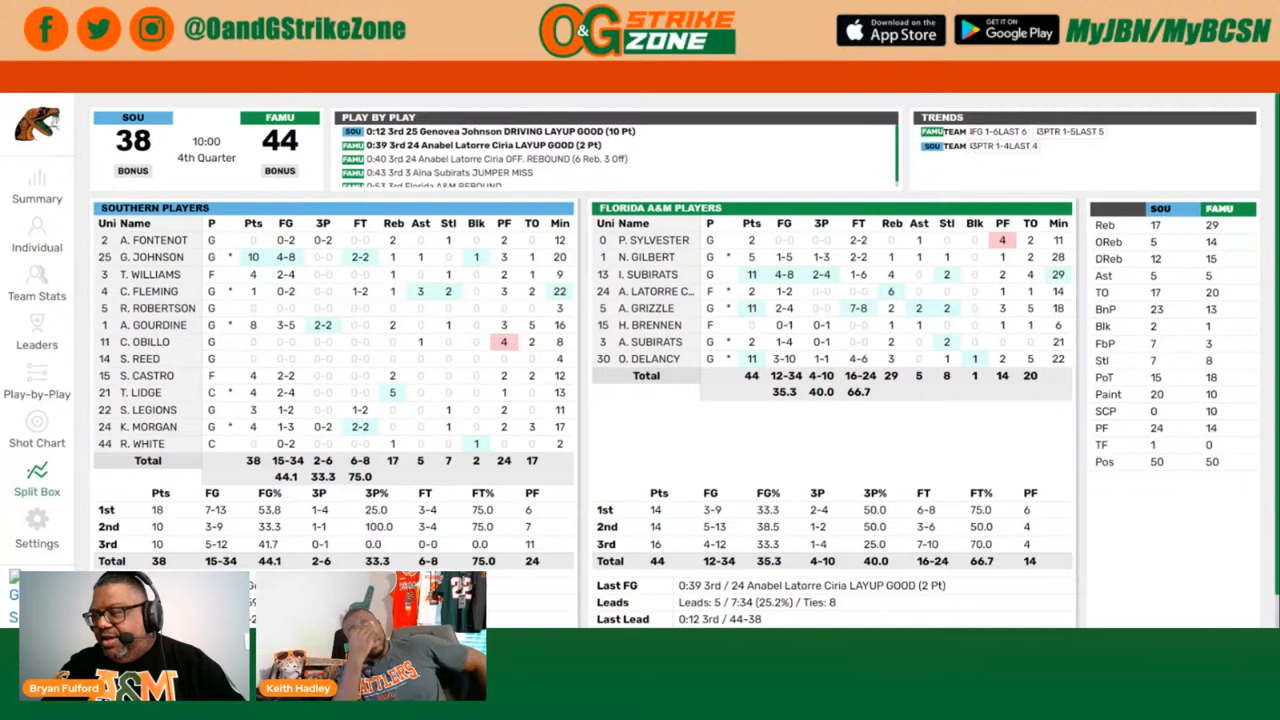 @OandGStrikeZone
O&G STRIKE ZONE
Download on the App Store
GET IT ON Google Play
MyJBN/MyBCSN
SOU
38
BONUS
10:00
4th Quarter
FAMU
44
BONUS
PLAY BY PLAY
SOU 0:12 3rd 25 Genovea Johnson DRIVING LAYUP GOOD (10 Pt)
FAMU 0:39 3rd 24 Anabel Latorre Ciria LAYUP GOOD (2 Pt)
FAMU 0:40 3rd 24 Anabel Latorre Ciria OFF. REBOUND (6 Reb, 3 Off)
FAMU 0:43 3rd 3 Aina Subirats JUMPER MISS
FAMU 0:53 3rd Florida A&M REBOUND
TRENDS
FAMU TEAM FG 1-6 LAST 6 3PTR 1-5 LAST 5
SOU TEAM 3PTR 1-4 LAST 4
Summary
Individual
Team Stats
Leaders
Play-by-Play
Shot Chart
Split Box
Settings
SOUTHERN PLAYERS
Uni Name P Pts FG 3P FT Reb Ast Stl Blk PF TO Min
2 A. FONTENOT G 0 0-2 0-2 0-0 2 0 1 0 2 0 12
25 G. JOHNSON G * 10 4-8 0-0 2-2 1 1 0 1 3 1 20
3 T. WILLIAMS F 4 2-4 0-0 0-0 1 0 1 0 2 1 9
4 C. FLEMING G * 1 0-2 0-0 1-2 1 3 2 0 3 2 22
5 R. ROBERTSON G 0 0-0 0-0 0-0 0 0 0 0 0 0 3
1 A. GOURDINE G * 8 3-5 2-2 0-0 2 0 1 0 3 5 16
11 C. OBILLO F 0 0-0 0-0 0-0 2 1 0 0 4 2 8
14 S. REED G 0 0-0 0-0 0-0 0 0 0 0 0 0 4
15 S. CASTRO F 4 2-2 0-0 0-0 2 0 0 0 2 2 12
21 T. LIDGE C * 4 2-4 0-0 0-0 5 0 0 0 1 0 13
22 S. LEGIONS G 3 1-2 0-0 1-2 0 0 1 0 2 0 11
24 K. MORGAN G * 4 1-3 0-2 2-2 0 0 1 0 2 3 17
44 R. WHITE C 0 0-2 0-0 0-0 1 0 0 1 0 0 2
Total 38 15-34 2-6 6-8 17 5 7 2 24 17
44.1 33.3 75.0
Pts FG FG% 3P 3P% FT FT% PF
1st 18 7-13 53.8 1-4 25.0 3-4 75.0 6
2nd 10 3-9 33.3 1-1 100.0 3-4 75.0 7
3rd 10 5-12 41.7 0-1 0.0 0-0 0.0 11
Total 38 15-34 44.1 2-6 33.3 6-8 75.0 24
FLORIDA A&M PLAYERS
Uni Name P Pts FG 3P FT Reb Ast Stl Blk PF TO Min
0 P. SYLVESTER G 2 0-0 0-0 2-2 0 1 0 0 4 2 11
1 N. GILBERT G * 5 1-5 1-3 2-2 1 1 0 0 1 2 28
13 I. SUBIRATS G 11 4-8 2-4 1-6 4 0 2 0 2 4 29
24 A. LATORRE C... F * 2 1-2 0-0 0-0 6 0 0 0 1 1 14
5 A. GRIZZLE G * 11 2-4 0-0 7-8 2 2 2 0 3 5 18
15 H. BRENNEN F 0 0-1 0-1 0-0 1 1 0 0 1 1 6
3 A. SUBIRATS G * 2 1-4 0-1 0-0 0 0 2 0 0 0 21
30 O. DELANCY G * 11 3-10 1-1 4-6 3 0 1 1 2 5 22
Total 44 12-34 4-10 16-24 29 5 8 1 14 20
35.3 40.0 66.7
Pts FG FG% 3P 3P% FT FT% PF
1st 14 4-9 33.3 2-4 50.0 6-8 75.0 6
2nd 14 5-13 38.5 1-2 50.0 3-6 50.0 4
3rd 16 4-12 33.3 1-4 25.0 7-10 70.0 4
Total 44 12-34 35.3 4-10 40.0 16-24 66.7 14
Last FG 0:39 3rd / 24 Anabel Latorre Ciria LAYUP GOOD (2 Pt)
Leads Leads: 5 / 7:34 (25.2%) / Ties: 8
Last Lead 0:12 3rd / 44-38
SOU FAMU
Reb 17 29
OReb 5 14
DReb 12 15
Ast 5 5
TO 17 20
BnP 23 13
Blk 2 1
FbP 7 3
Stl 7 8
PoT 15 18
Paint 20 10
SCP 0 10
PF 24 14
TF 1 0
Pos 50 50
Bryan Fulford
A&M
Keith Hadley
RATTLERS
22